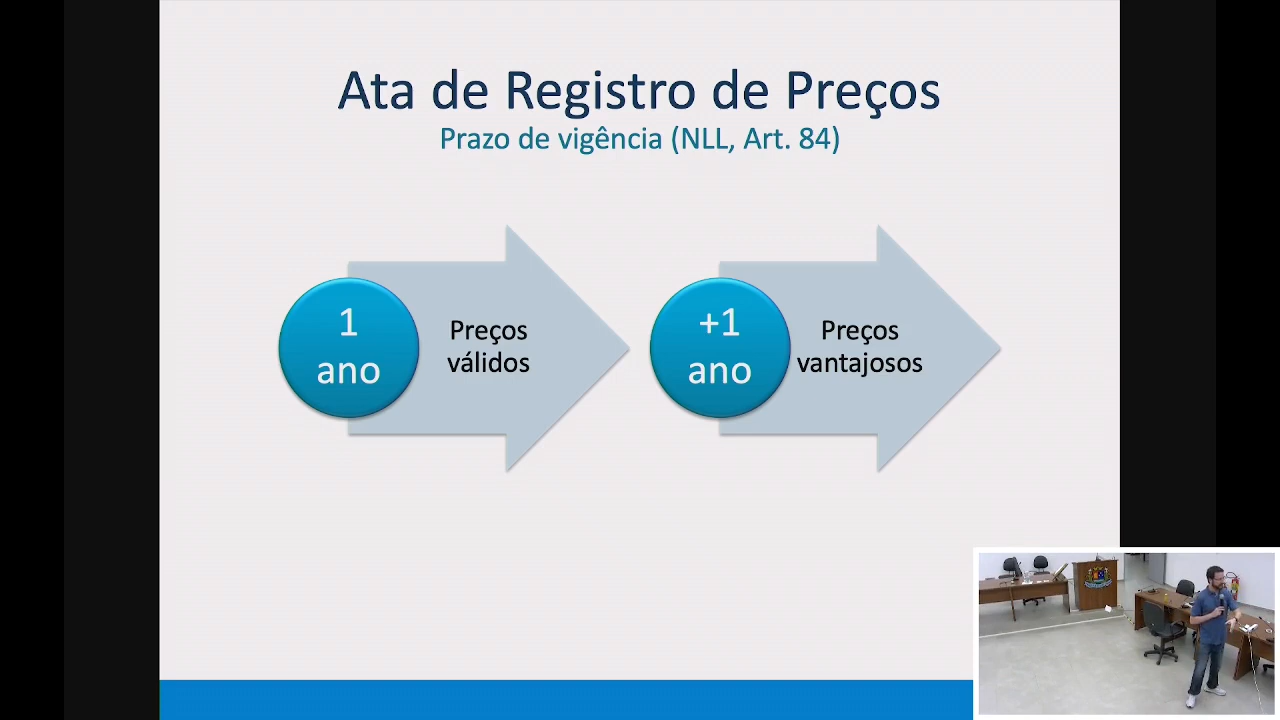 Ata de Registro de Preços
Prazo de vigência (NLL, Art. 84)
1
ano
Preços
válidos
+1
ano
Preços
vantajosos